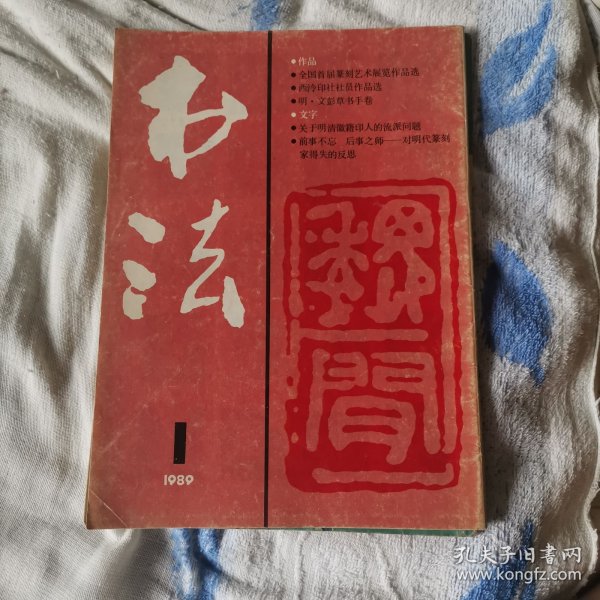 书法
●作品
●全国首届篆刻艺术展览作品选
●西泠印社社员作品选
●明·文彭草书手卷
●文字
●关于明清徽籍印人的流派问题
●前事不忘 后事之师——对明代篆刻
家得失的反思
1
1989
孔夫子旧书网
www.kongfz.com